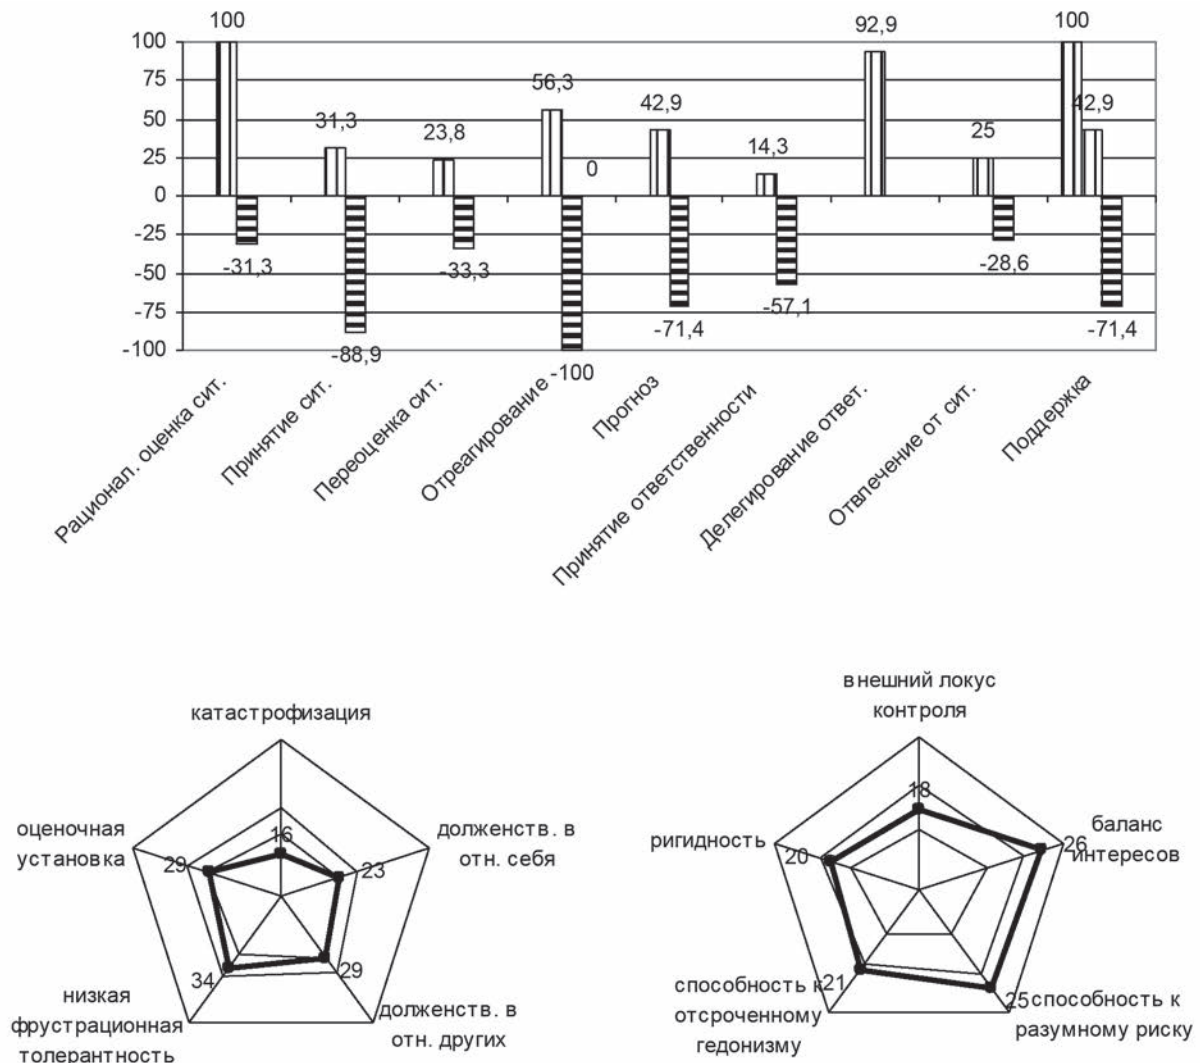 100
100
92,9
100
75
56,3
42,9
42,9
50
31,3
23,8
25
14,3
25
0
0
-25
-31,3
-33,3
-28,6
-50
-57,1
-75
-71,4
-71,4
-100
-88,9
-100
Рационал. оценка сит.
Принятие сит.
Переоценка сит.
Отреагирование
Прогноз
Принятие ответственности
Делегирование ответ.
Отвлечение от сит.
Поддержка
катастрофизация
16
долженств. в
отн. себя
23
долженств. в
отн. других
29
низкая
фрустрационная
толерантность
34
оценочная
установка
29
внешний локус
контроля
18
баланс
интересов
26
способность к
разумному риску
25
способность к
отсроченному
гедонизму
21
ригидность
20